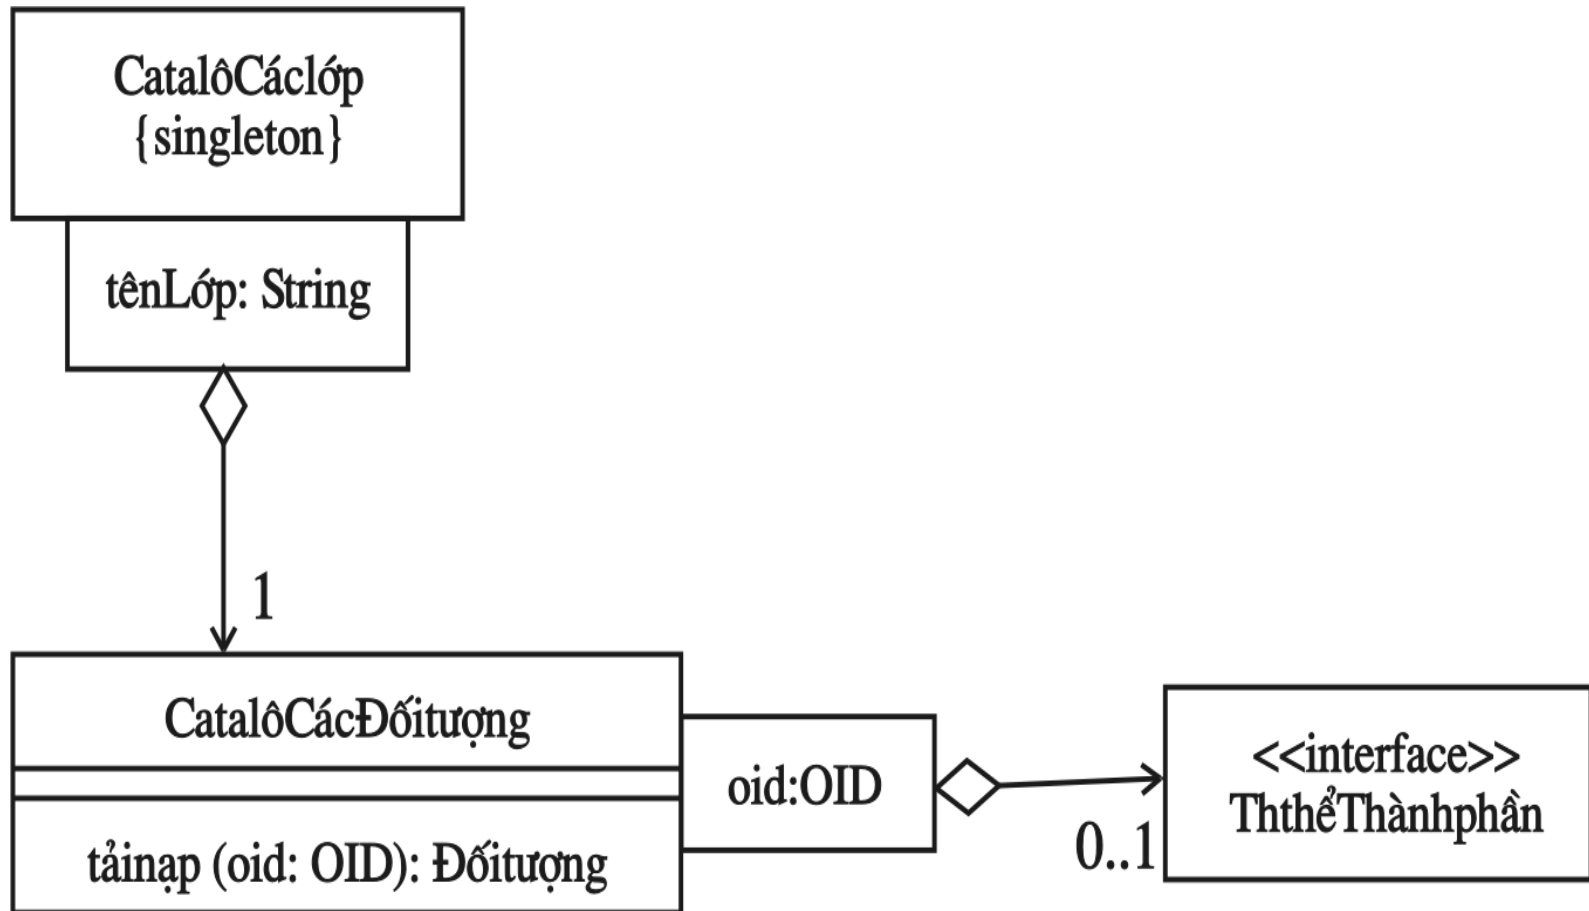 CatalôCáclớp
{singleton}
tênLớp: String
1
CatalôCácĐốitượng
tảinạp (oid: OID): Đốitượng
oid:OID
0..1
<<interface>>
ThthểThànhphần